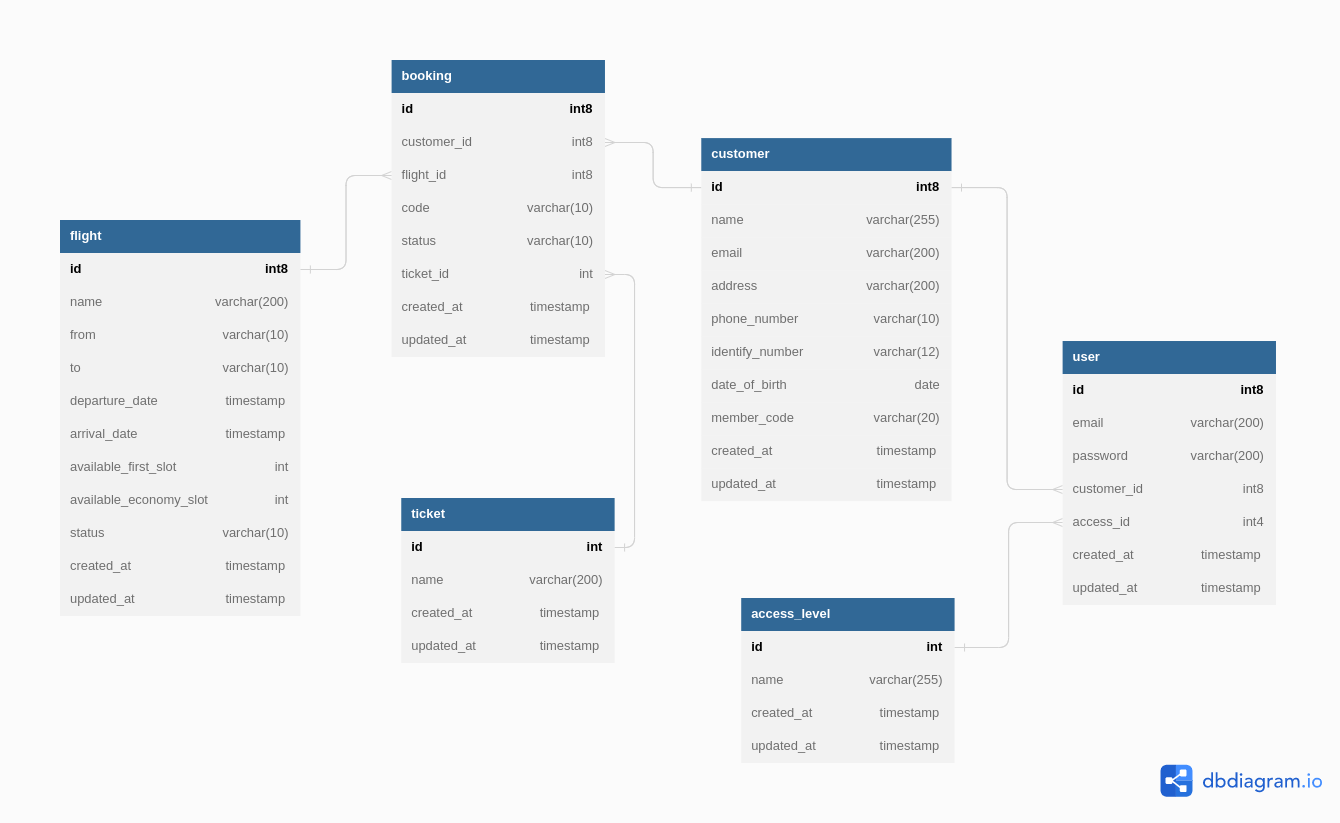 booking
id int8
customer_id int8
flight_id int8
code varchar(10)
status varchar(10)
ticket_id int
created_at timestamp
updated_at timestamp
customer
id int8
name varchar(255)
email varchar(200)
address varchar(200)
phone_number varchar(10)
identify_number varchar(12)
date_of_birth date
member_code varchar(20)
created_at timestamp
updated_at timestamp
flight
id int8
name varchar(200)
from varchar(10)
to varchar(10)
departure_date timestamp
arrival_date timestamp
available_first_slot int
available_economy_slot int
status varchar(10)
created_at timestamp
updated_at timestamp
user
id int8
email varchar(200)
password varchar(200)
customer_id int8
access_id int4
created_at timestamp
updated_at timestamp
ticket
id int
name varchar(200)
created_at timestamp
updated_at timestamp
access_level
id int
name varchar(255)
created_at timestamp
updated_at timestamp
dbdiagram.io